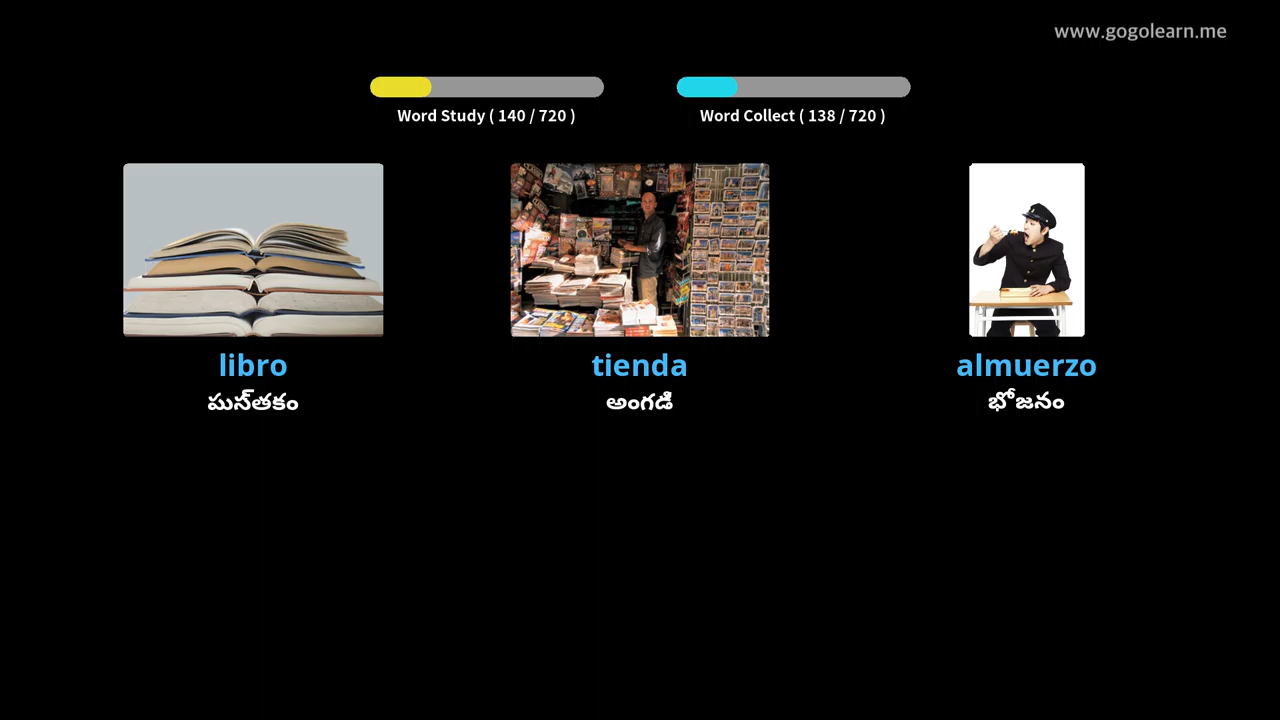 www.gogolearn.me
Word Study ( 140 / 720 )
Word Collect ( 138 / 720 )
libro
tienda
almuerzo
పుస్తకం
అంగడి
భోజనం